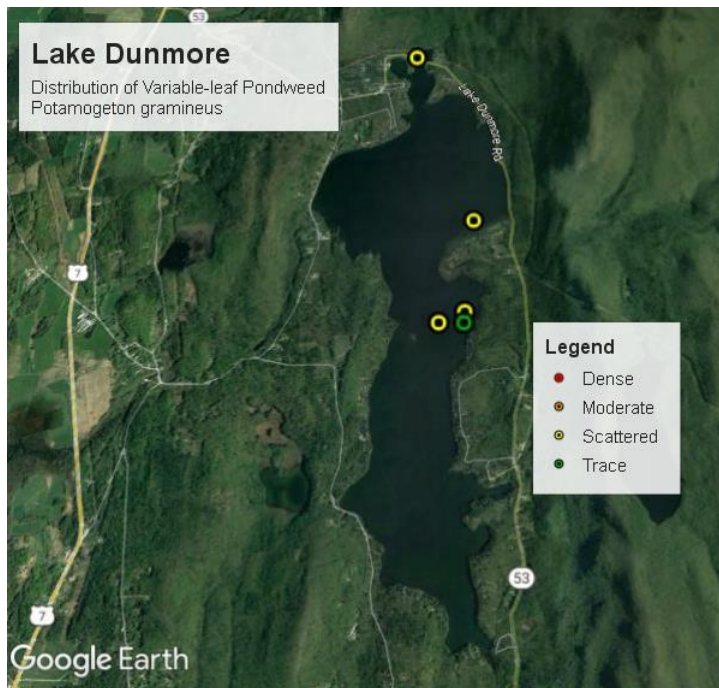 53
Lake Dunmore
Distribution of Variable-leaf Pondweed
Potamogeton gramineus
Lake Dunmore Rd
7
Legend
Dense
Moderate
Scattered
Trace
53
7
Google Earth